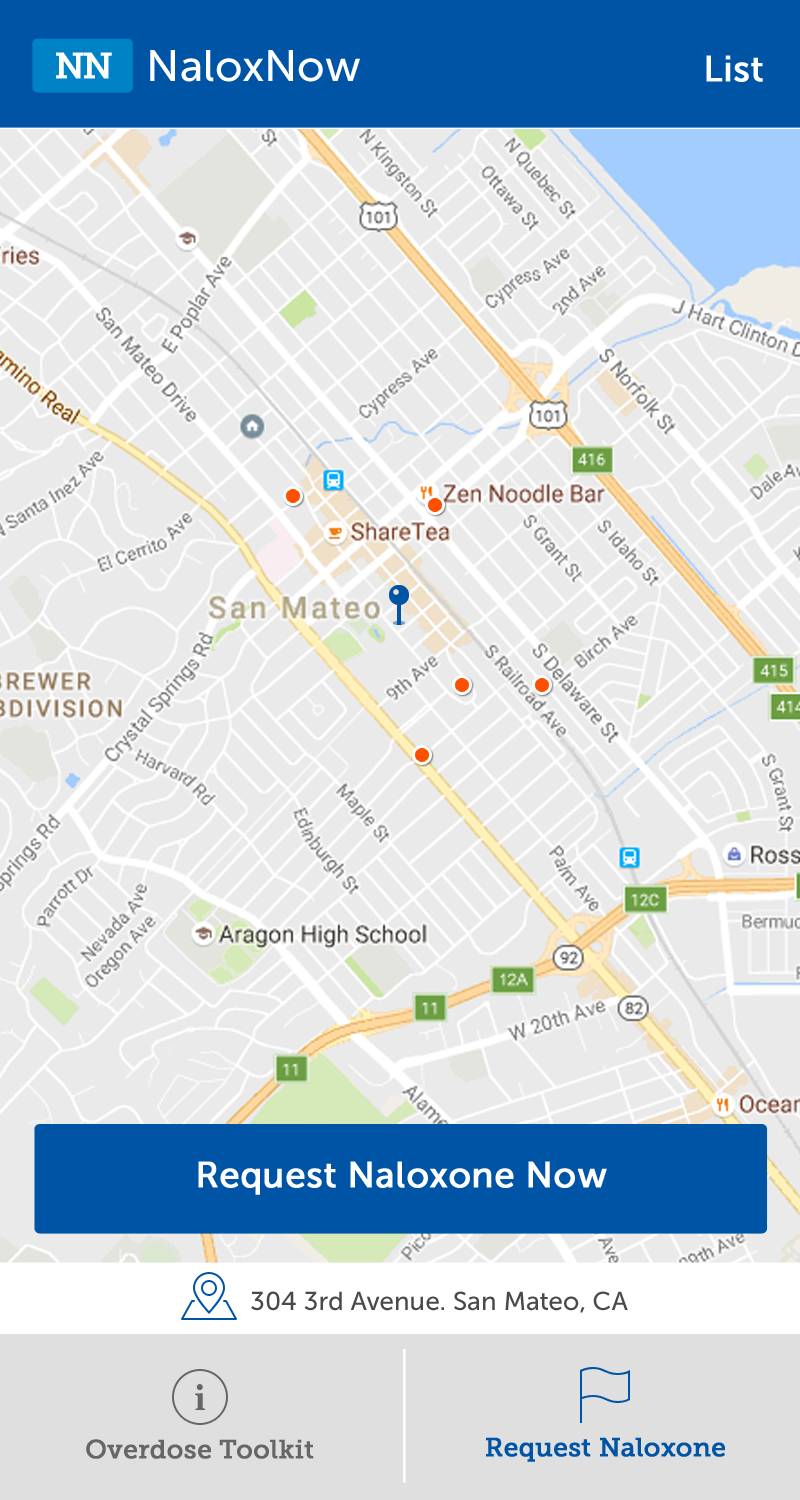 NN NaloxNow
List
St
N Kingston St
N Quebec St
Ottawa St
101
ries
E Poplar Ave
Cypress Ave
2nd Ave
J Hart Clinton D
San Mateo Drive
amino Real
Cypress Ave
S Norfolk St
101
416
Santa Inez Ave
Dale Av
Zen Noodle Bar
ShareTea
El Cerrito Ave
S Grant St
S Idaho St
San Mateo
Birch Ave
BREWER
BDIVISION
Crystal Springs Rd
9th Ave
S Railroad Ave
S Delaware St
415
414
Harvard Rd
Maple St
Edinburgh St
S Grant St
Springs Rd
Parrott Dr
Palm Ave
Ross
12C
Nevada Ave
Oregon Ave
Aragon High School
Bermuc
92
12A
11
82
W 20th Ave
11
Alame
Ocean
Request Naloxone Now
Pico
Ave
39th Ave
304 3rd Avenue. San Mateo, CA
i
Overdose Toolkit
Request Naloxone